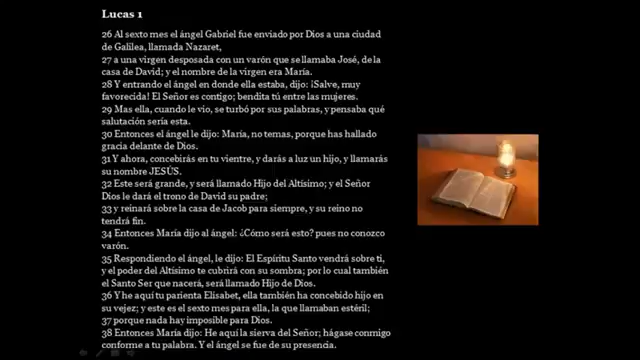 Lucas 1
26 Al sexto mes el ángel Gabriel fue enviado por Dios a una ciudad
de Galilea, llamada Nazaret,
27 a una virgen desposada con un varón que se llamaba José, de la
casa de David; y el nombre de la virgen era María.
28 Y entrando el ángel en donde ella estaba, dijo: ¡Salve, muy
favorecida! El Señor es contigo; bendita tú entre las mujeres.
29 Mas ella, cuando le vio, se turbó por sus palabras, y pensaba qué
salutación sería esta.
30 Entonces el ángel le dijo: María, no temas, porque has hallado
gracia delante de Dios.
31 Y ahora, concebirás en tu vientre, y darás a luz un hijo, y llamarás
su nombre JESÚS.
32 Este será grande, y será llamado Hijo del Altísimo; y el Señor
Dios le dará el trono de David su padre;
33 y reinará sobre la casa de Jacob para siempre, y su reino no
tendrá fin.
34 Entonces María dijo al ángel: ¿Cómo será esto? pues no conozco
varón.
35 Respondiendo el ángel, le dijo: El Espíritu Santo vendrá sobre ti,
y el poder del Altísimo te cubrirá con su sombra; por lo cual también
el Santo Ser que nacerá, será llamado Hijo de Dios.
36 Y he aquí tu parienta Elisabet, ella también ha concebido hijo en
su vejez; y este es el sexto mes para ella, la que llamaban estéril;
37 porque nada hay imposible para Dios.
38 Entonces María dijo: He aquí la sierva del Señor; hágase conmigo
conforme a tu palabra. Y el ángel se fue de su presencia.